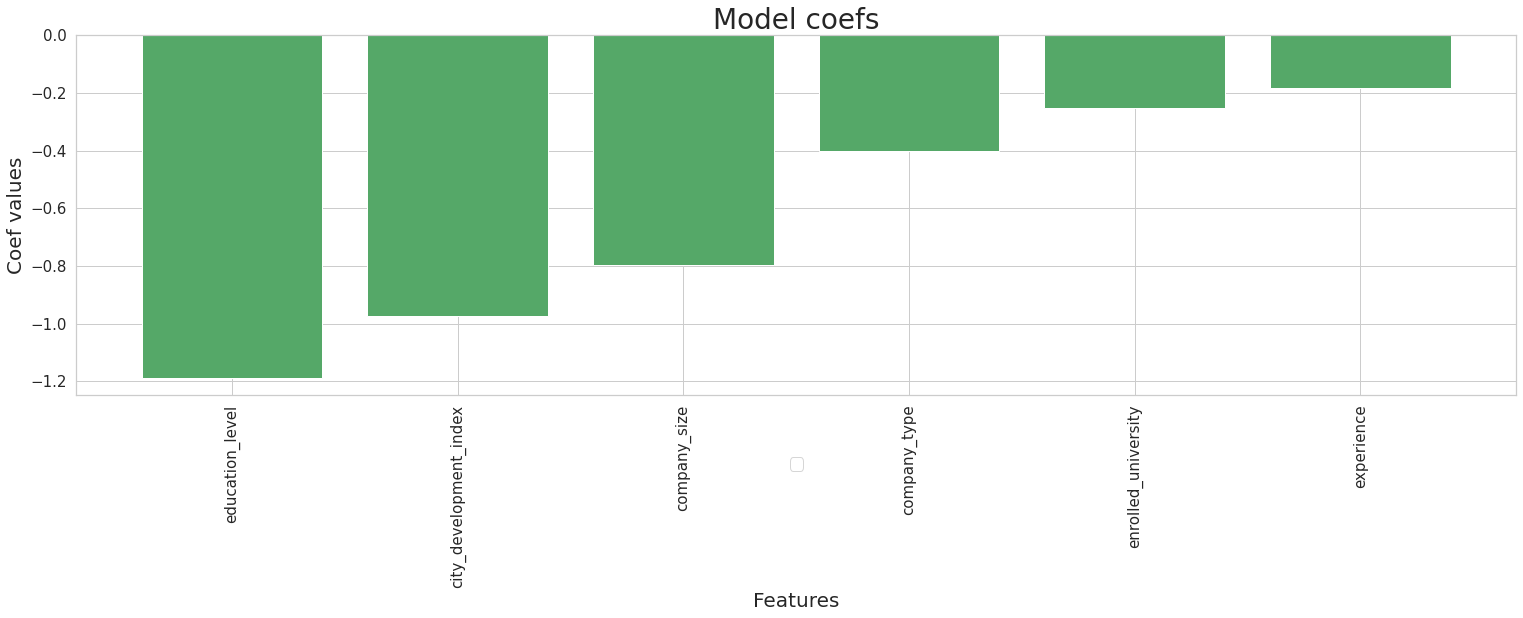 Model coefs
0.0
−0.2
−0.4
−0.6
−0.8
−1.0
−1.2
Coef values
education_level
city_development_index
company_size
company_type
enrolled_university
experience
Features